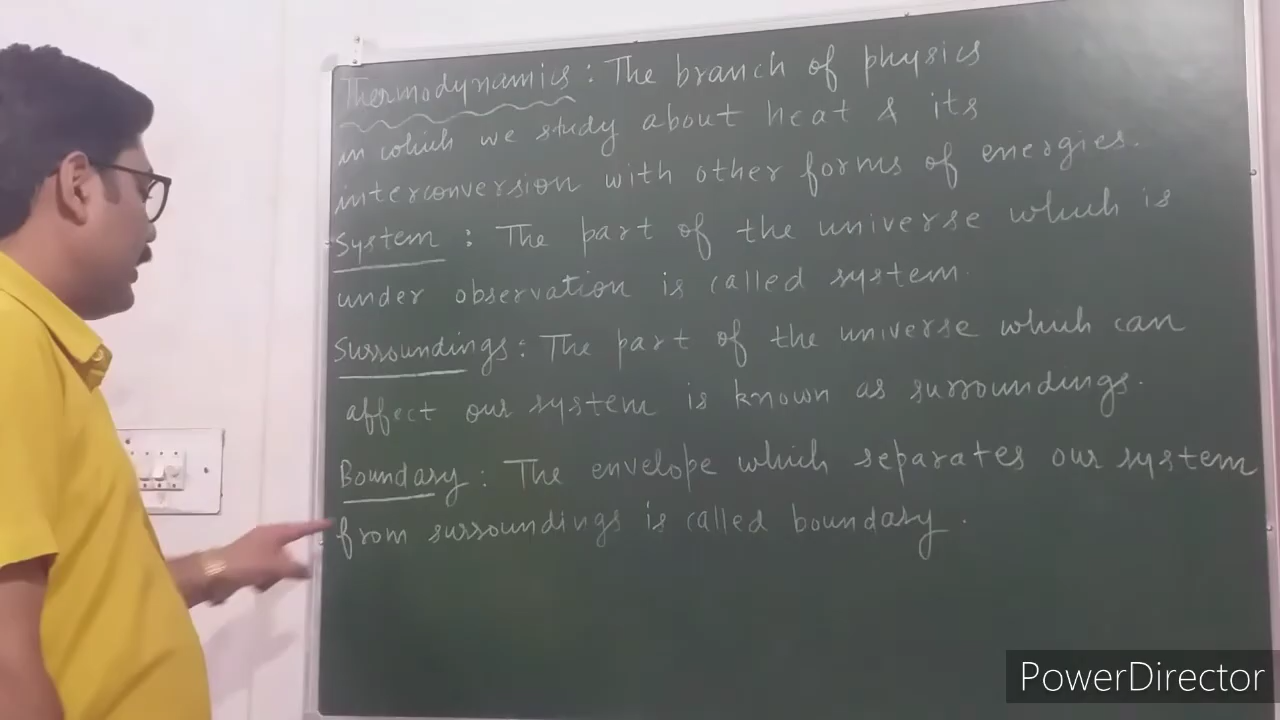 Thermodynamics : The branch of physics
in which we study about heat & its
interconversion with other forms of energies.
System : The part of the universe which is
under observation is called system.
Surroundings : The part of the universe which can
affect our system is known as surroundings.
Boundary : The envelope which separates our system
from surroundings is called boundary.
PowerDirector